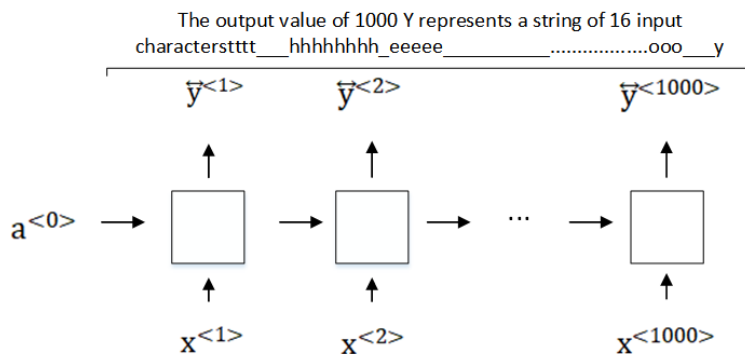 The output value of 1000 Y represents a string of 16 input
characterstttt___hhhhhhhh_eeeee__________..................ooo___y
y<1> y<2> y<1000>
a<0> ...
x<1> x<2> x<1000>